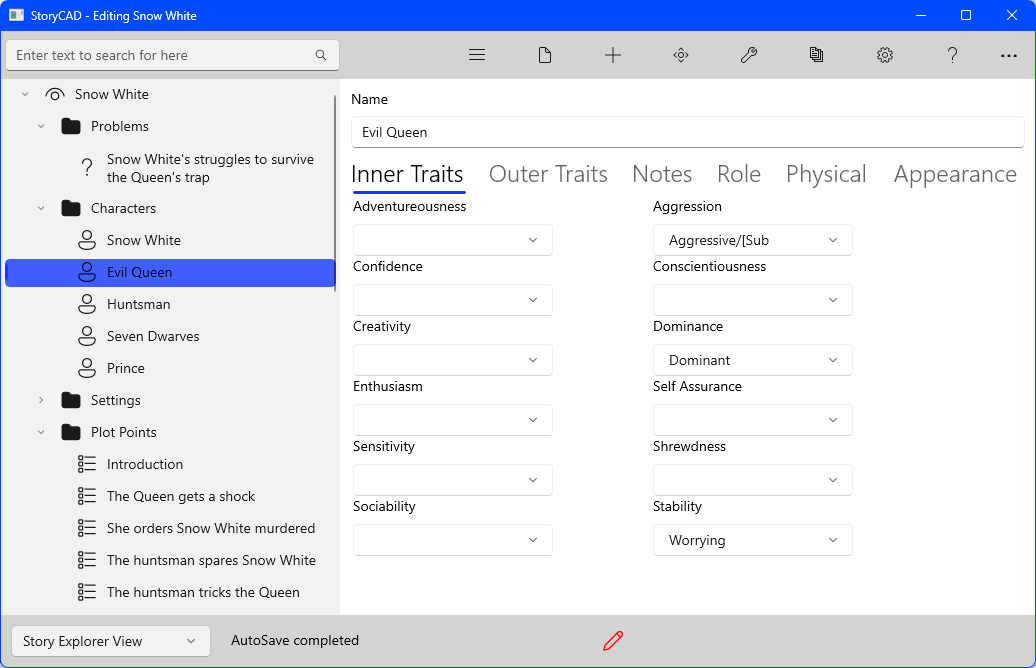 StoryCAD - Editing Snow White
Enter text to search for here
Snow White
Problems
Snow White's struggles to survive
the Queen's trap
Characters
Snow White
Evil Queen
Huntsman
Seven Dwarves
Prince
Settings
Plot Points
Introduction
The Queen gets a shock
She orders Snow White murdered
The huntsman spares Snow White
The huntsman tricks the Queen
Name
Evil Queen
Inner Traits Outer Traits Notes Role Physical Appearance
Adventureousness Aggression
Aggressive/[Sub
Confidence Conscientiousness
Creativity Dominance
Dominant
Enthusiasm Self Assurance
Sensitivity Shrewdness
Sociability Stability
Worrying
Story Explorer View AutoSave completed